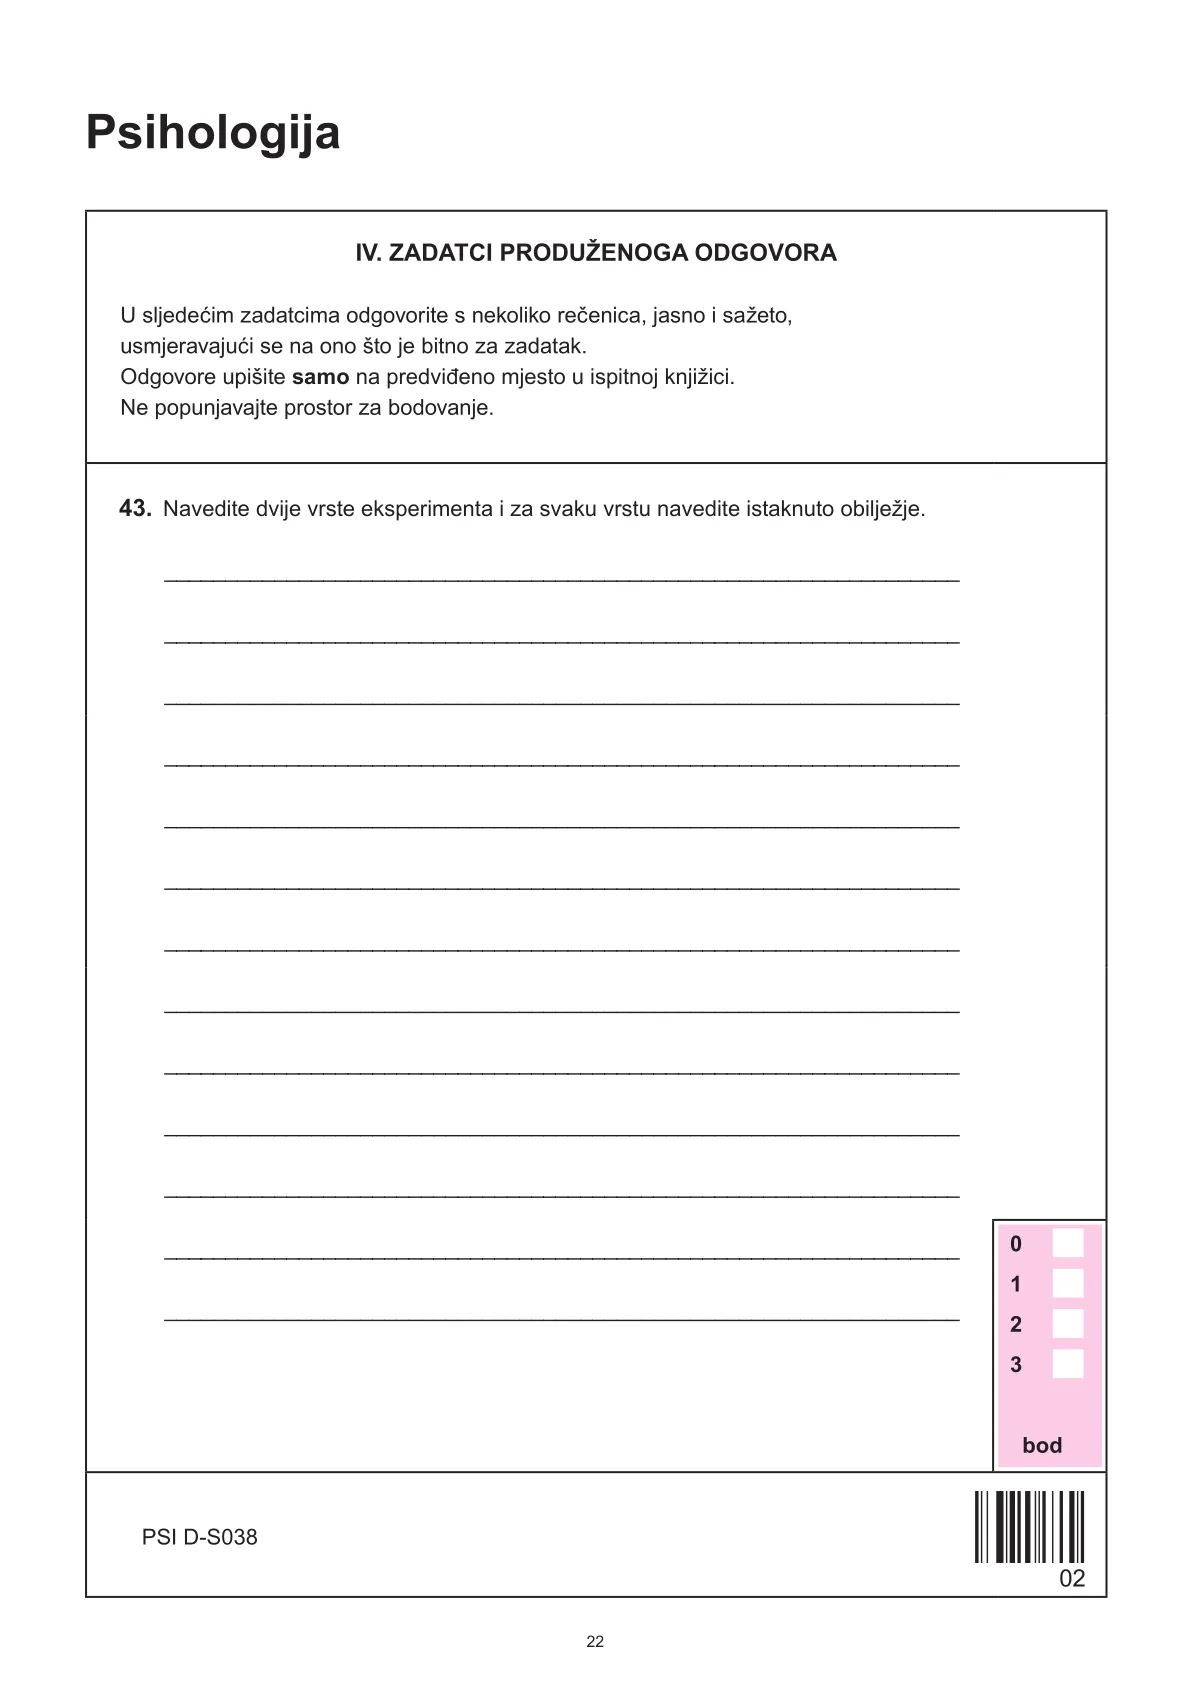 Psihologija
IV. ZADATCI PRODUŽENOGA ODGOVORA
U sljedećim zadatcima odgovorite s nekoliko rečenica, jasno i sažeto,
usmjeravajući se na ono što je bitno za zadatak.
Odgovore upišite samo na predviđeno mjesto u ispitnoj knjižici.
Ne popunjavajte prostor za bodovanje.
43. Navedite dvije vrste eksperimenta i za svaku vrstu navedite istaknuto obilježje.
0
1
2
3
bod
PSI D-S038
02
22